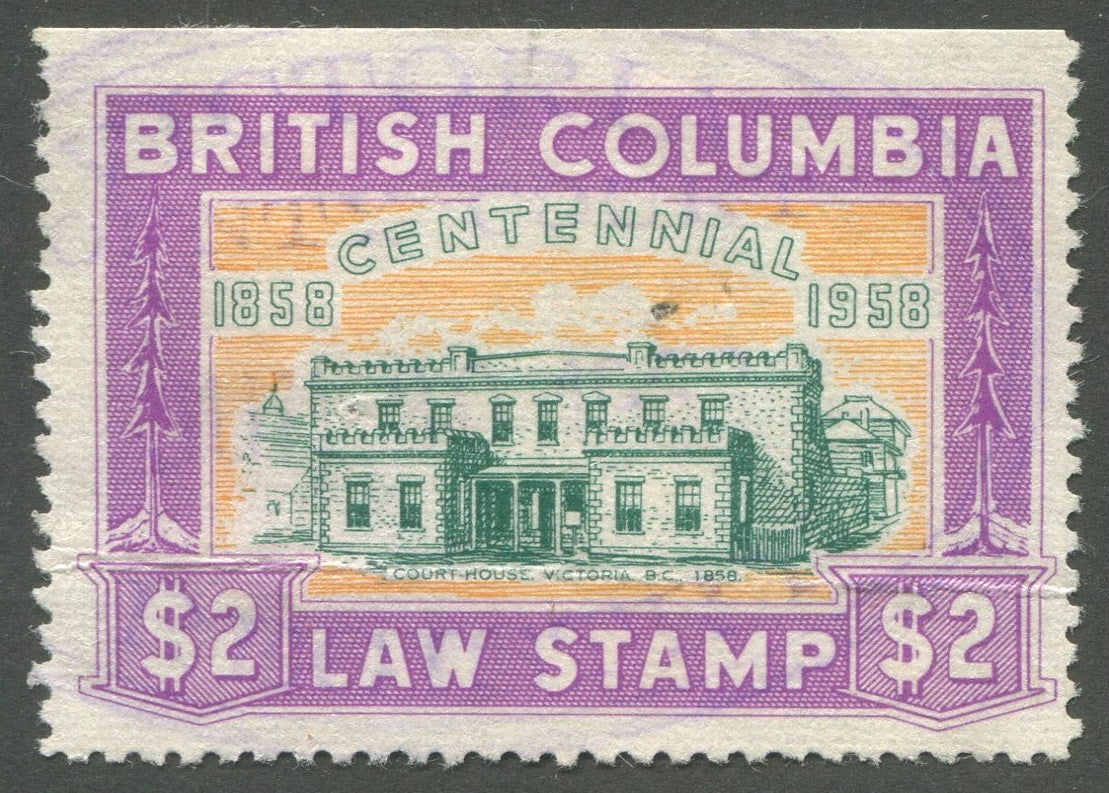 BRITISH COLUMBIA
CENTENNIAL
1858 1958
COURT HOUSE, VICTORIA, B.C., 1858.
$2 LAW STAMP $2